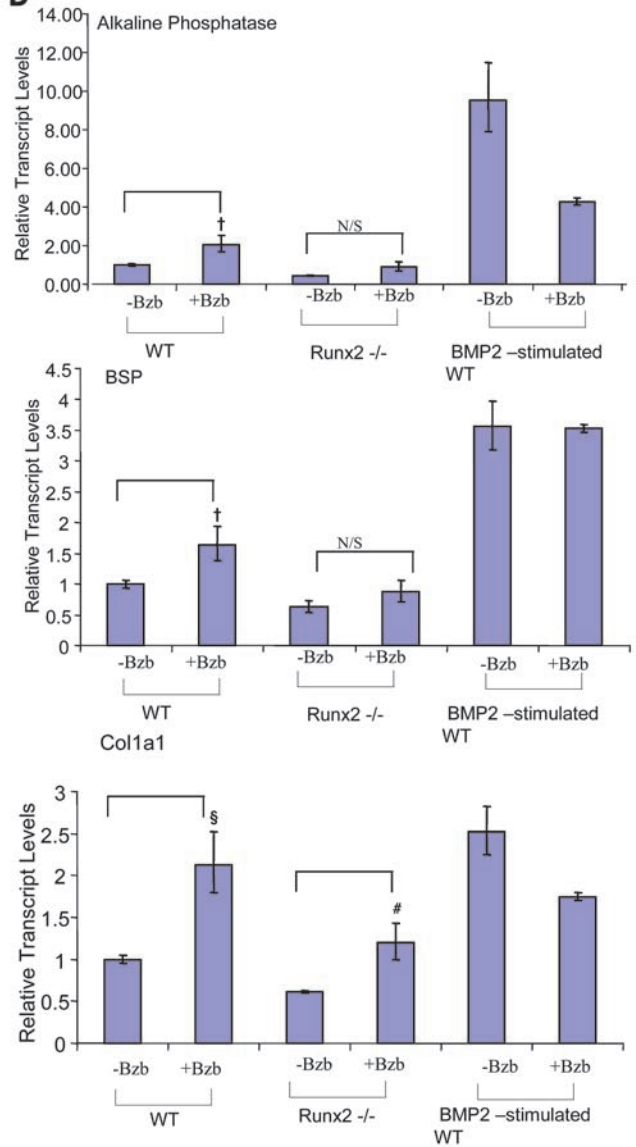 D
Alkaline Phosphatase
Relative Transcript Levels
14.00
12.00
10.00
8.00
6.00
4.00
2.00
0.00
†
N/S
-Bzb +Bzb -Bzb +Bzb -Bzb +Bzb
WT Runx2 -/- BMP2 –stimulated
WT
BSP
Relative Transcript Levels
4.5
4
3.5
3
2.5
2
1.5
1
0.5
0
†
N/S
-Bzb +Bzb -Bzb +Bzb -Bzb +Bzb
WT Runx2 -/- BMP2 –stimulated
WT
Col1a1
Relative Transcript Levels
3
2.5
2
1.5
1
0.5
0
§
#
-Bzb +Bzb -Bzb +Bzb -Bzb +Bzb
WT Runx2 -/- BMP2 –stimulated
WT